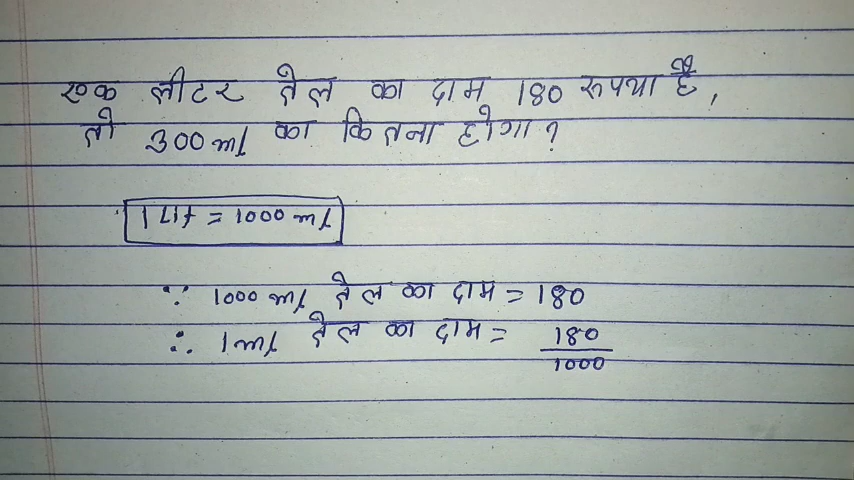 एक लीटर तेल का दाम 180 रुपया है,
तो 300 ml का कितना होगा ?
1 Lit = 1000 ml
∵ 1000 ml तेल का दाम = 180
∴ 1 ml तेल का दाम = 180/1000